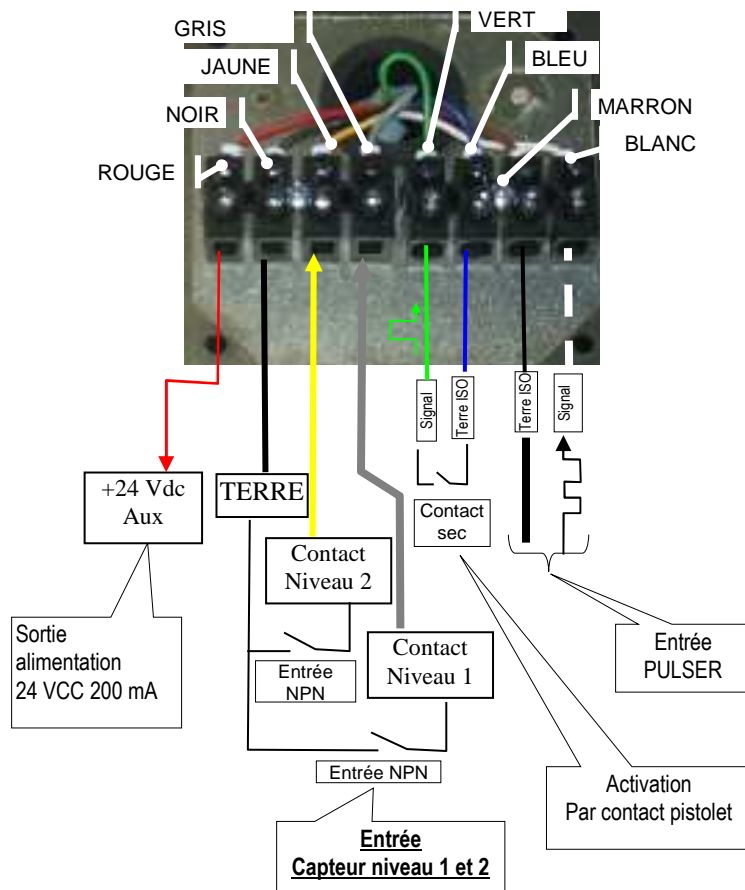 GRIS
VERT
JAUNE
BLEU
NOIR
MARRON
ROUGE
BLANC
Signal
Terre ISO
Terre ISO
Signal
+24 Vdc
Aux
TERRE
Contact
sec
Contact
Niveau 2
Sortie
alimentation
24 VCC 200 mA
Entrée
NPN
Contact
Niveau 1
Entrée
PULSER
Entrée NPN
Activation
Par contact pistolet
Entrée
Capteur niveau 1 et 2